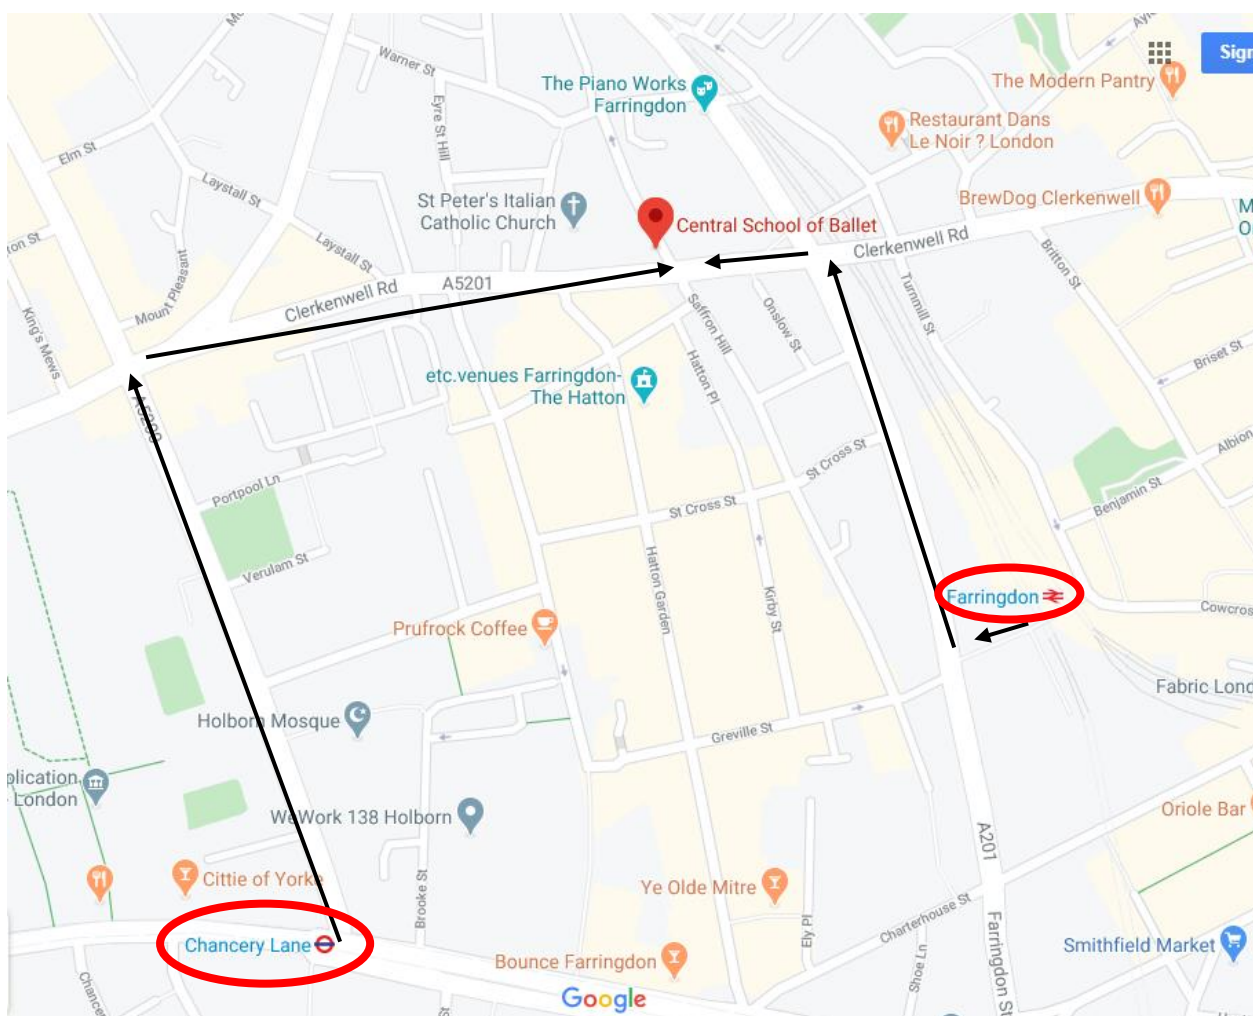 Sign
Warner St
The Piano Works
Farringdon
The Modern Pantry
Eyre St Hill
Restaurant Dans
Le Noir ? London
Elm St
Laystall St
St Peter's Italian
Catholic Church
BrewDog Clerkenwell
Central School of Ballet
Clerkenwell Rd
Laystall St
Mount Pleasant
A5201
Clerkenwell Rd
Britton St
Turnmill St
Onslow St
Saffron Hill
Hatton Pl
King's Mews
Briset St
etc.venues Farringdon-
The Hatton
Albion
St Cross St
Portpool Ln
St Cross St
Benjamin St
Verulam St
Hatton Garden
Kirby St
Farringdon
Cowcros
Prufrock Coffee
Fabric Lond
Holborn Mosque
Greville St
plication
London
WeWork 138 Holborn
Oriole Bar
A201
Cittie of Yorke
Ye Olde Mitre
Brooke St
Charterhouse St
Ely Pl
Farringdon St
Chancery Lane
Shoe Ln
Smithfield Market
Bounce Farringdon
Chance
Google